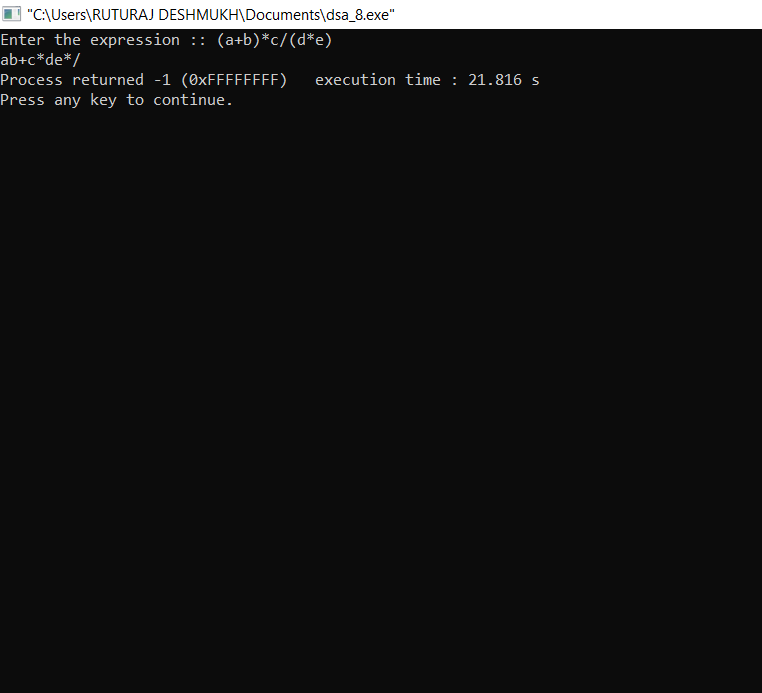 "C:\Users\RUTURAJ DESHMUKH\Documents\dsa_8.exe"
Enter the expression :: (a+b)*c/(d*e)
ab+c*de*/
Process returned -1 (0xFFFFFFFF)   execution time : 21.816 s
Press any key to continue.